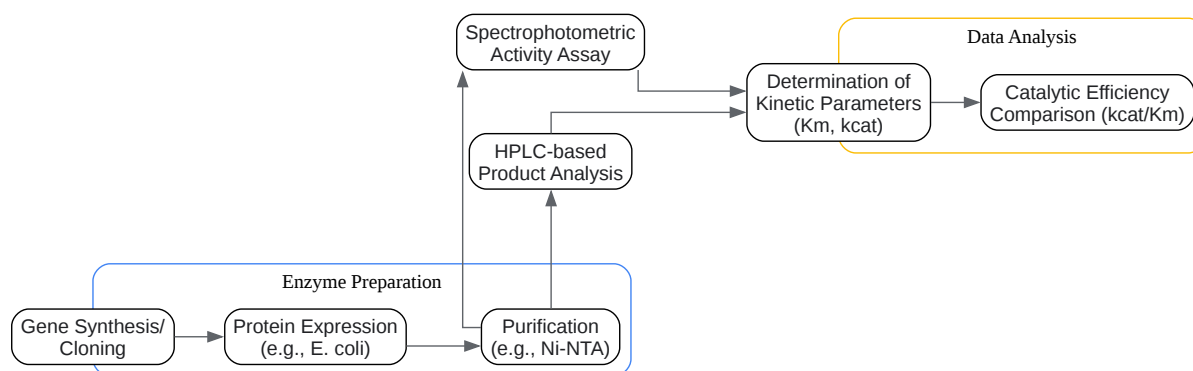 Spectrophotometric
Activity Assay
Data Analysis
Determination of
Kinetic Parameters
(Km, kcat)
Catalytic Efficiency
Comparison (kcat/Km)
HPLC-based
Product Analysis
Enzyme Preparation
Gene Synthesis/
Cloning
Protein Expression
(e.g., E. coli)
Purification
(e.g., Ni-NTA)